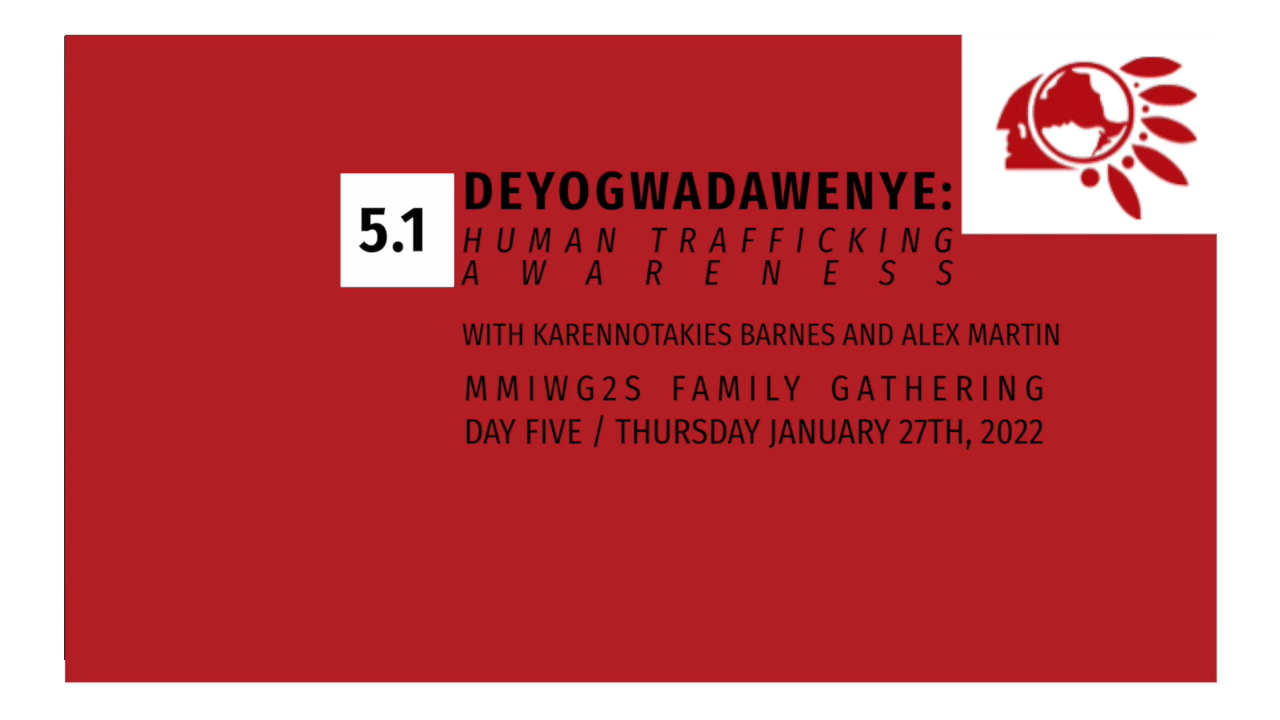 5.1
DEYOGWADAWENYE:
HUMAN TRAFFICKING
AWARENESS
WITH KARENNOTAKIES BARNES AND ALEX MARTIN
MMIWG2S FAMILY GATHERING
DAY FIVE / THURSDAY JANUARY 27TH, 2022